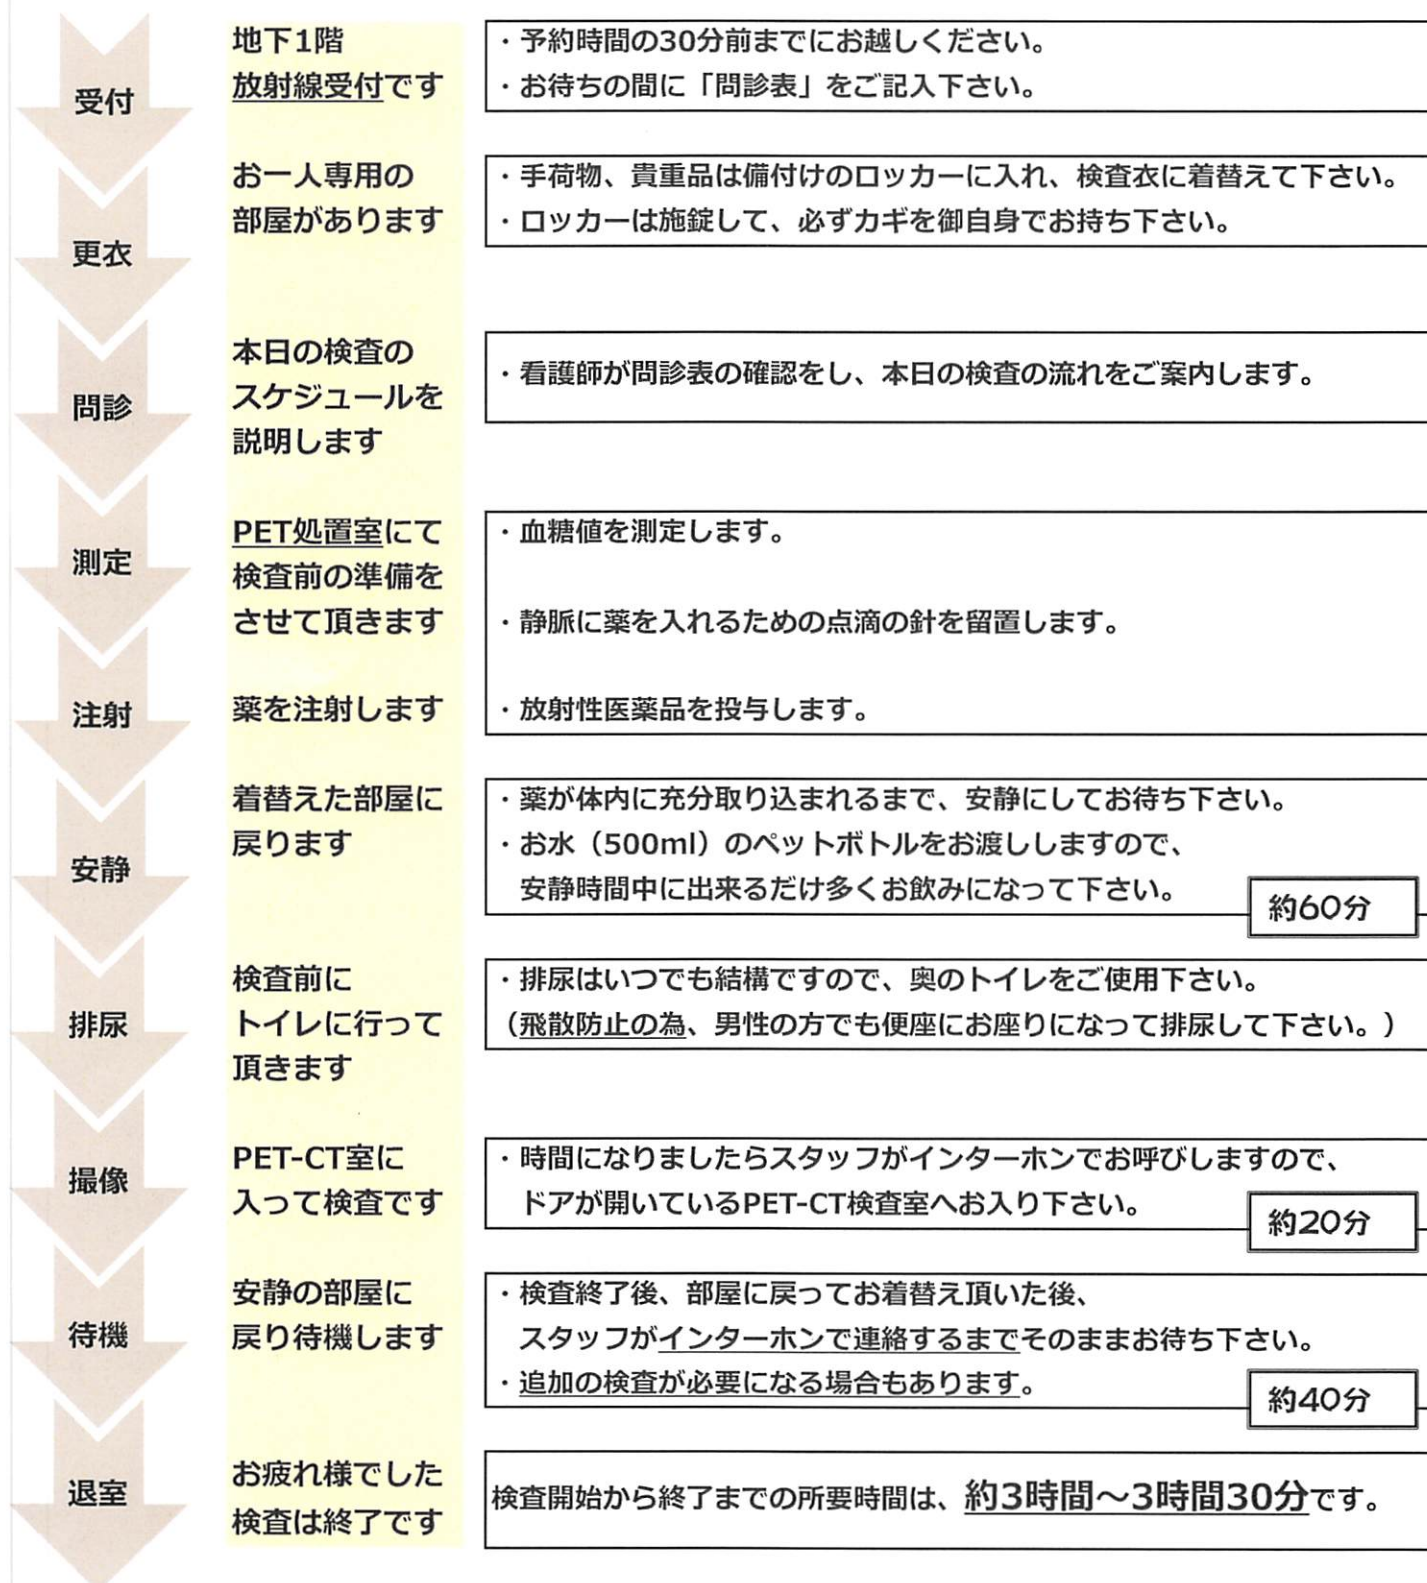 受付
地下1階
放射線受付です
・予約時間の30分前までにお越しください。
・お待ちの間に「問診表」をご記入下さい。
更衣
お一人専用の
部屋があります
・手荷物、貴重品は備付けのロッカーに入れ、検査衣に着替えて下さい。
・ロッカーは施錠して、必ずカギを御自身でお持ち下さい。
問診
本日の検査の
スケジュールを
説明します
・看護師が問診表の確認をし、本日の検査の流れをご案内します。
測定
PET処置室にて
検査前の準備を
させて頂きます
・血糖値を測定します。
・静脈に薬を入れるための点滴の針を留置します。
注射
薬を注射します
・放射性医薬品を投与します。
安静
着替えた部屋に
戻ります
・薬が体内に充分取り込まれるまで、安静にしてお待ち下さい。
・お水（500ml）のペットボトルをお渡ししますので、
安静時間中に出来るだけ多くお飲みになって下さい。
約60分
排尿
検査前に
トイレに行って
頂きます
・排尿はいつでも結構ですので、奥のトイレをご使用下さい。
（飛散防止の為、男性の方でも便座にお座りになって排尿して下さい。）
撮像
PET-CT室に
入って検査です
・時間になりましたらスタッフがインターホンでお呼びしますので、
ドアが開いているPET-CT検査室へお入り下さい。
約20分
待機
安静の部屋に
戻り待機します
・検査終了後、部屋に戻ってお着替え頂いた後、
スタッフがインターホンで連絡するまでそのままお待ち下さい。
・追加の検査が必要になる場合もあります。
約40分
退室
お疲れ様でした
検査は終了です
検査開始から終了までの所要時間は、約3時間～3時間30分です。